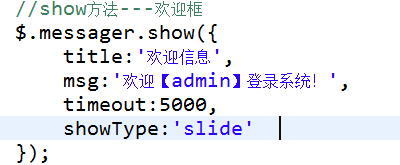 //show方法---欢迎框
$.messager.show({
title:'欢迎信息',
msg:'欢迎【admin】登录系统！',
timeout:5000,
showType:'slide'
});